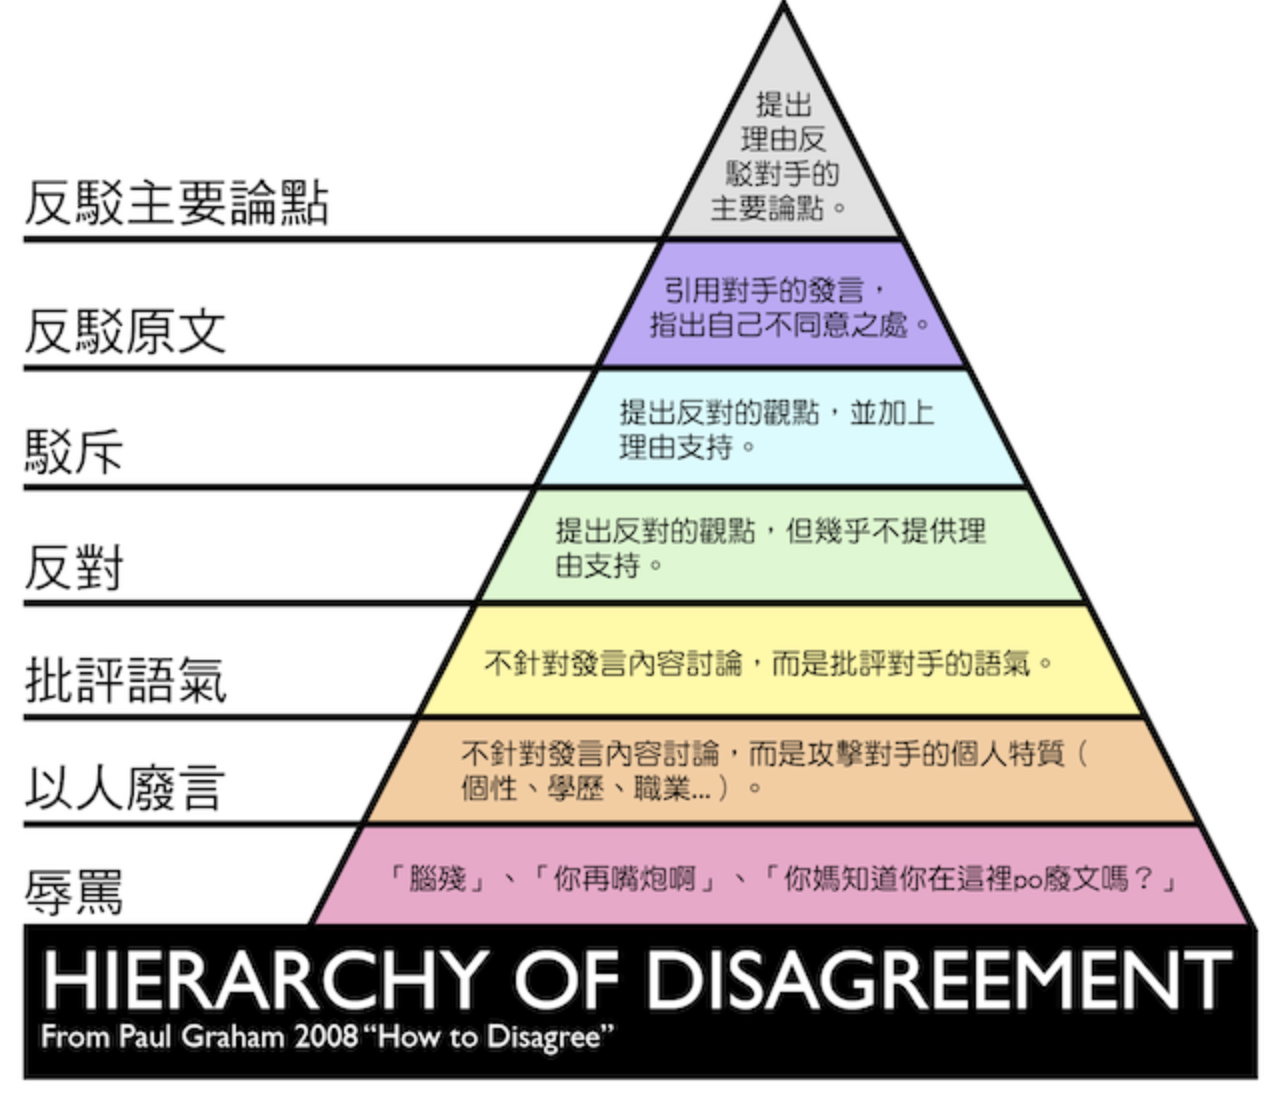 提出
理由反
駁對手的
主要論點。
反駁主要論點
引用對手的發言，
指出自己不同意之處。
反駁原文
提出反對的觀點，並加上
理由支持。
駁斥
提出反對的觀點，但幾乎不提供理
由支持。
反對
不針對發言內容討論，而是批評對手的語氣。
批評語氣
不針對發言內容討論，而是攻擊對手的個人特質（
個性、學歷、職業...）。
以人廢言
「腦殘」、「你再嘴炮啊」、「你媽知道你在這裡po廢文嗎？」
辱罵
HIERARCHY OF DISAGREEMENT
From Paul Graham 2008 “How to Disagree”